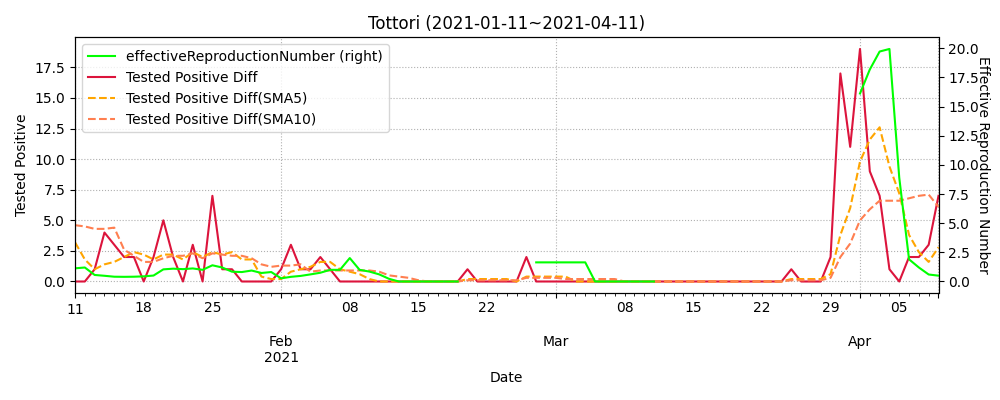 Tottori (2021-01-11~2021-04-11)
effectiveReproductionNumber (right)
Tested Positive Diff
Tested Positive Diff(SMA5)
Tested Positive Diff(SMA10)
Tested Positive
17.5
15.0
12.5
10.0
7.5
5.0
2.5
0.0
Effective Reproduction Number
20.0
17.5
15.0
12.5
10.0
7.5
5.0
2.5
0.0
11 18 25 08 15 22 08 15 22 29 05
Feb Mar Apr
2021
Date